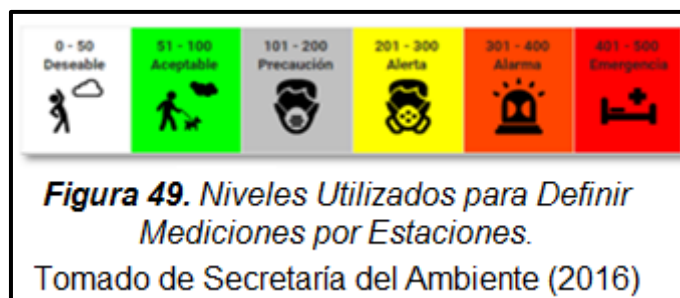 0 - 50 51 - 100 101 - 200 201 - 300 301 - 400 401 - 500
Deseable Aceptable Precaución Alerta Alarma Emergencia
Figura 49. Niveles Utilizados para Definir
Mediciones por Estaciones.
Tomado de Secretaría del Ambiente (2016)